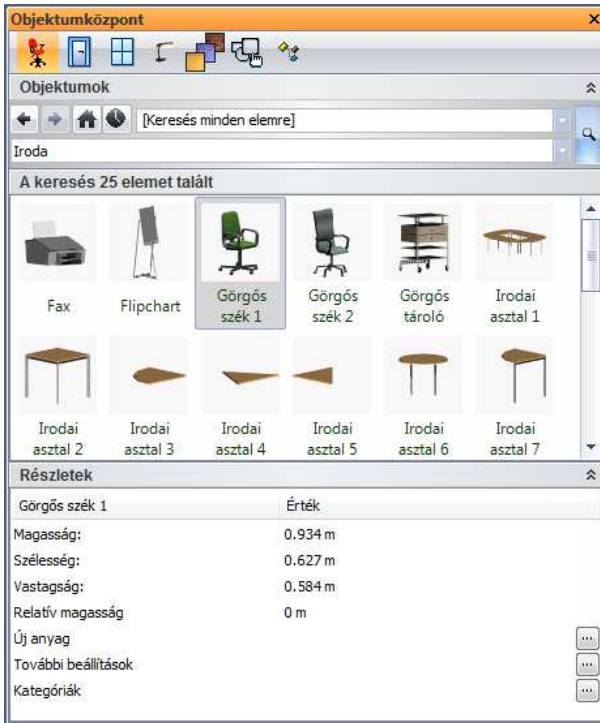 Objektumközpont
Objektumok
[Keresés minden elemre]
Iroda
A keresés 25 elemet talált
Fax
Flipchart
Görgős
szék 1
Görgős
szék 2
Görgős
tároló
Irodai
asztal 1
Irodai
asztal 2
Irodai
asztal 3
Irodai
asztal 4
Irodai
asztal 5
Irodai
asztal 6
Irodai
asztal 7
Részletek
Görgős szék 1 Érték
Magasság: 0.934 m
Szélesség: 0.627 m
Vastagság: 0.584 m
Relatív magasság 0 m
Új anyag ...
További beállítások ...
Kategóriák ...